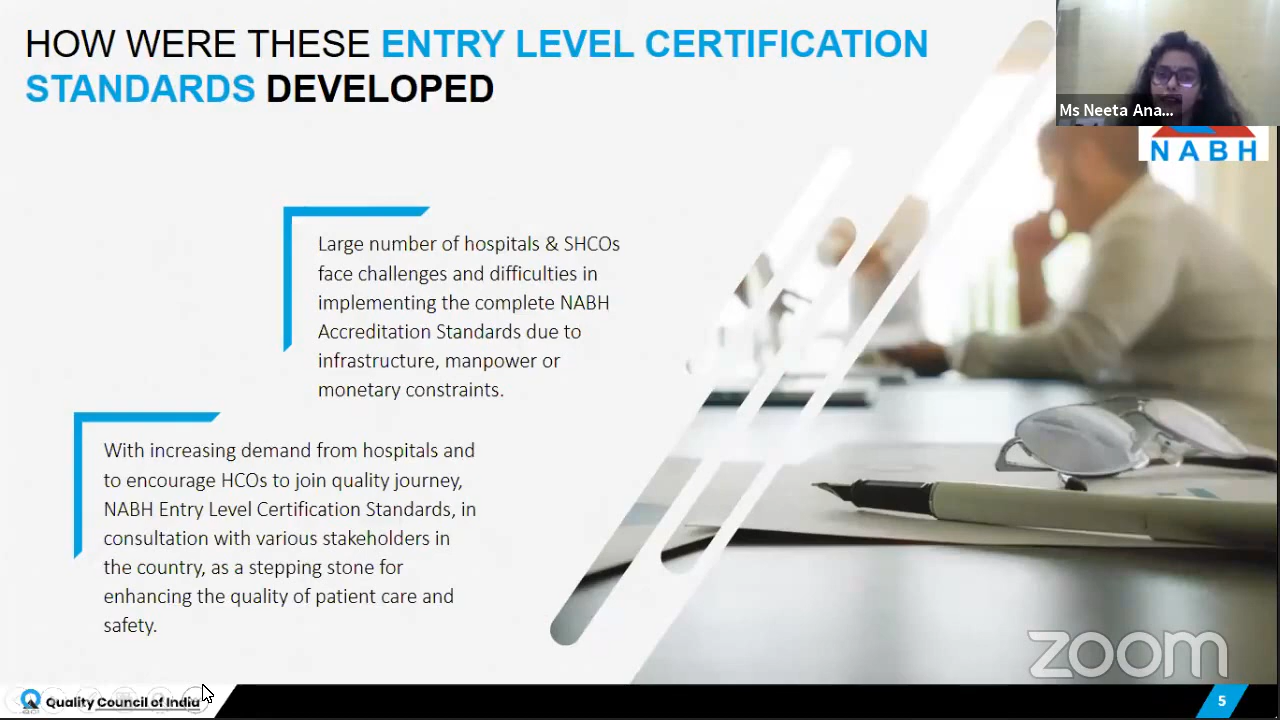 HOW WERE THESE ENTRY LEVEL CERTIFICATION
STANDARDS DEVELOPED
Ms Neeta Ana...
NABH
Large number of hospitals & SHCOs
face challenges and difficulties in
implementing the complete NABH
Accreditation Standards due to
infrastructure, manpower or
monetary constraints.
With increasing demand from hospitals and
to encourage HCOs to join quality journey,
NABH Entry Level Certification Standards, in
consultation with various stakeholders in
the country, as a stepping stone for
enhancing the quality of patient care and
safety.
zoom
Quality Council of India
5